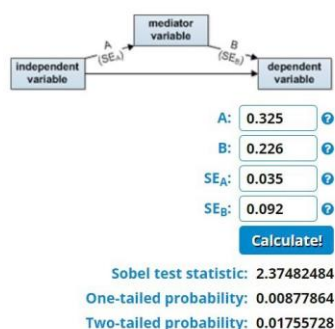 mediator
variable
A
(SEA)
B
(SEB)
independent
variable
dependent
variable
A: 0.325 ?
B: 0.226 ?
SEA: 0.035 ?
SEB: 0.092 ?
Calculate!
Sobel test statistic: 2.37482484
One-tailed probability: 0.00877864
Two-tailed probability: 0.01755728